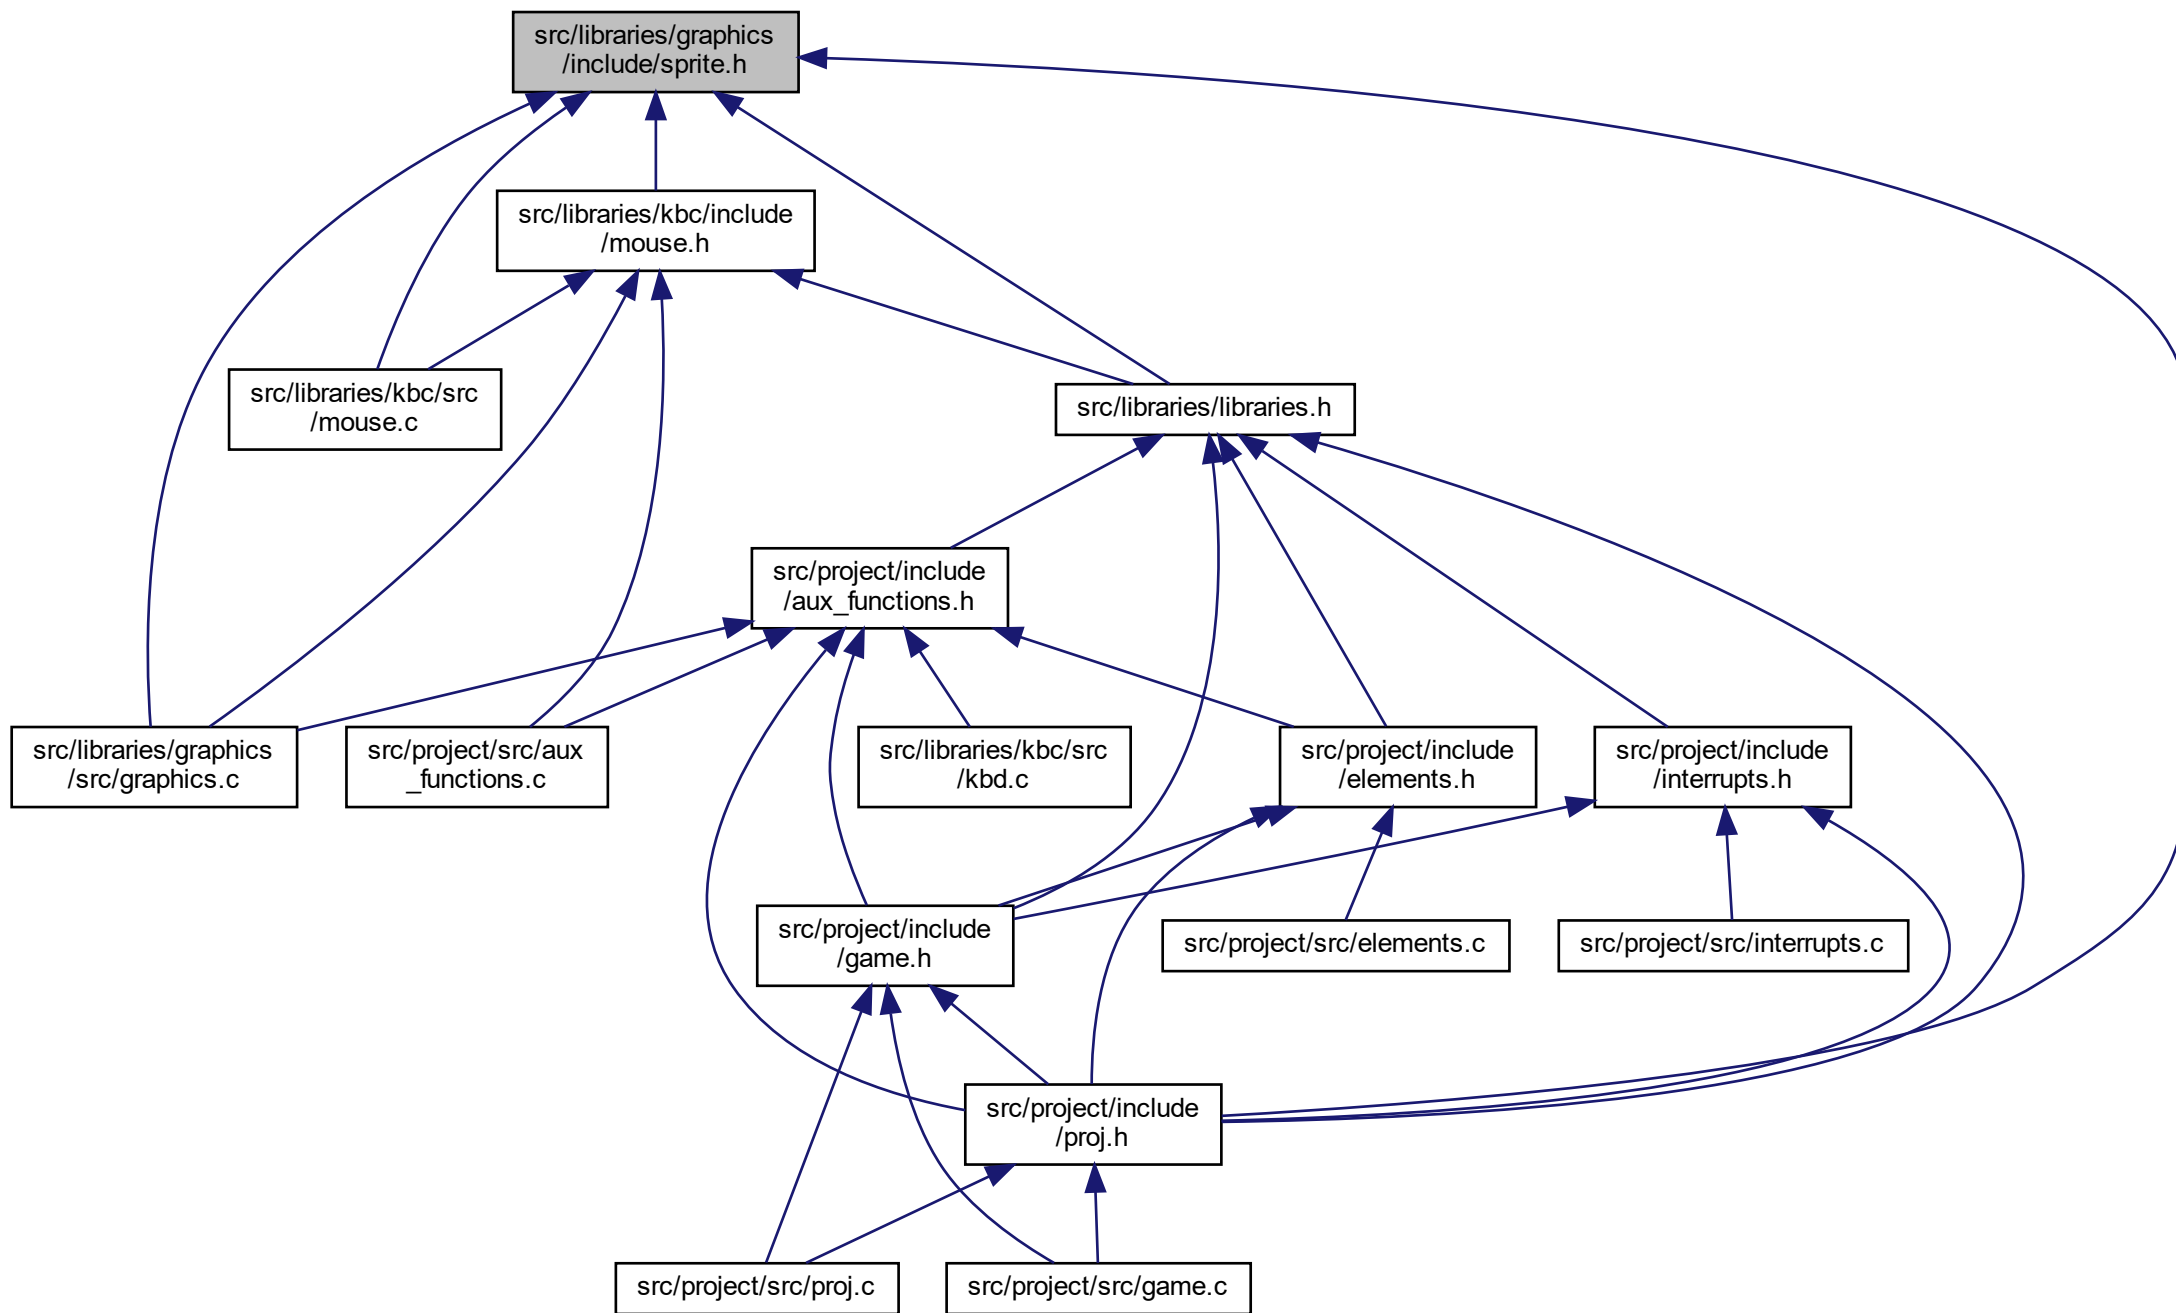 src/libraries/graphics
/include/sprite.h
src/libraries/kbc/include
/mouse.h
src/libraries/kbc/src
/mouse.c
src/libraries/libraries.h
src/project/include
/aux_functions.h
src/libraries/graphics
/src/graphics.c
src/project/src/aux
_functions.c
src/libraries/kbc/src
/kbd.c
src/project/include
/elements.h
src/project/include
/interrupts.h
src/project/include
/game.h
src/project/src/elements.c
src/project/src/interrupts.c
src/project/include
/proj.h
src/project/src/proj.c
src/project/src/game.c